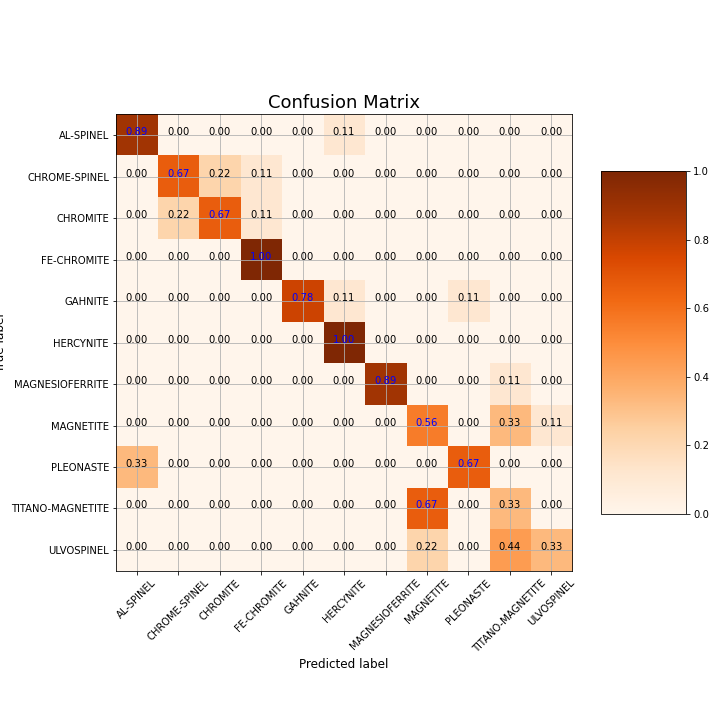 Confusion Matrix
AL-SPINEL 0.89 0.00 0.00 0.00 0.00 0.11 0.00 0.00 0.00 0.00 0.00
CHROME-SPINEL 0.00 0.67 0.22 0.11 0.00 0.00 0.00 0.00 0.00 0.00 0.00
CHROMITE 0.00 0.22 0.67 0.11 0.00 0.00 0.00 0.00 0.00 0.00 0.00
FE-CHROMITE 0.00 0.00 0.00 1.00 0.00 0.00 0.00 0.00 0.00 0.00 0.00
GAHNITE 0.00 0.00 0.00 0.00 0.78 0.11 0.00 0.00 0.11 0.00 0.00
HERCYNITE 0.00 0.00 0.00 0.00 0.00 1.00 0.00 0.00 0.00 0.00 0.00
MAGNESIOFERRITE 0.00 0.00 0.00 0.00 0.00 0.00 0.89 0.00 0.00 0.11 0.00
MAGNETITE 0.00 0.00 0.00 0.00 0.00 0.00 0.00 0.56 0.00 0.33 0.11
PLEONASTE 0.33 0.00 0.00 0.00 0.00 0.00 0.00 0.00 0.67 0.00 0.00
TITANO-MAGNETITE 0.00 0.00 0.00 0.00 0.00 0.00 0.00 0.67 0.00 0.33 0.00
ULVOSPINEL 0.00 0.00 0.00 0.00 0.00 0.00 0.00 0.22 0.00 0.44 0.33
AL-SPINEL
CHROME-SPINEL
CHROMITE
FE-CHROMITE
GAHNITE
HERCYNITE
MAGNESIOFERRITE
MAGNETITE
PLEONASTE
TITANO-MAGNETITE
ULVOSPINEL
Predicted label
1.0
0.8
0.6
0.4
0.2
0.0